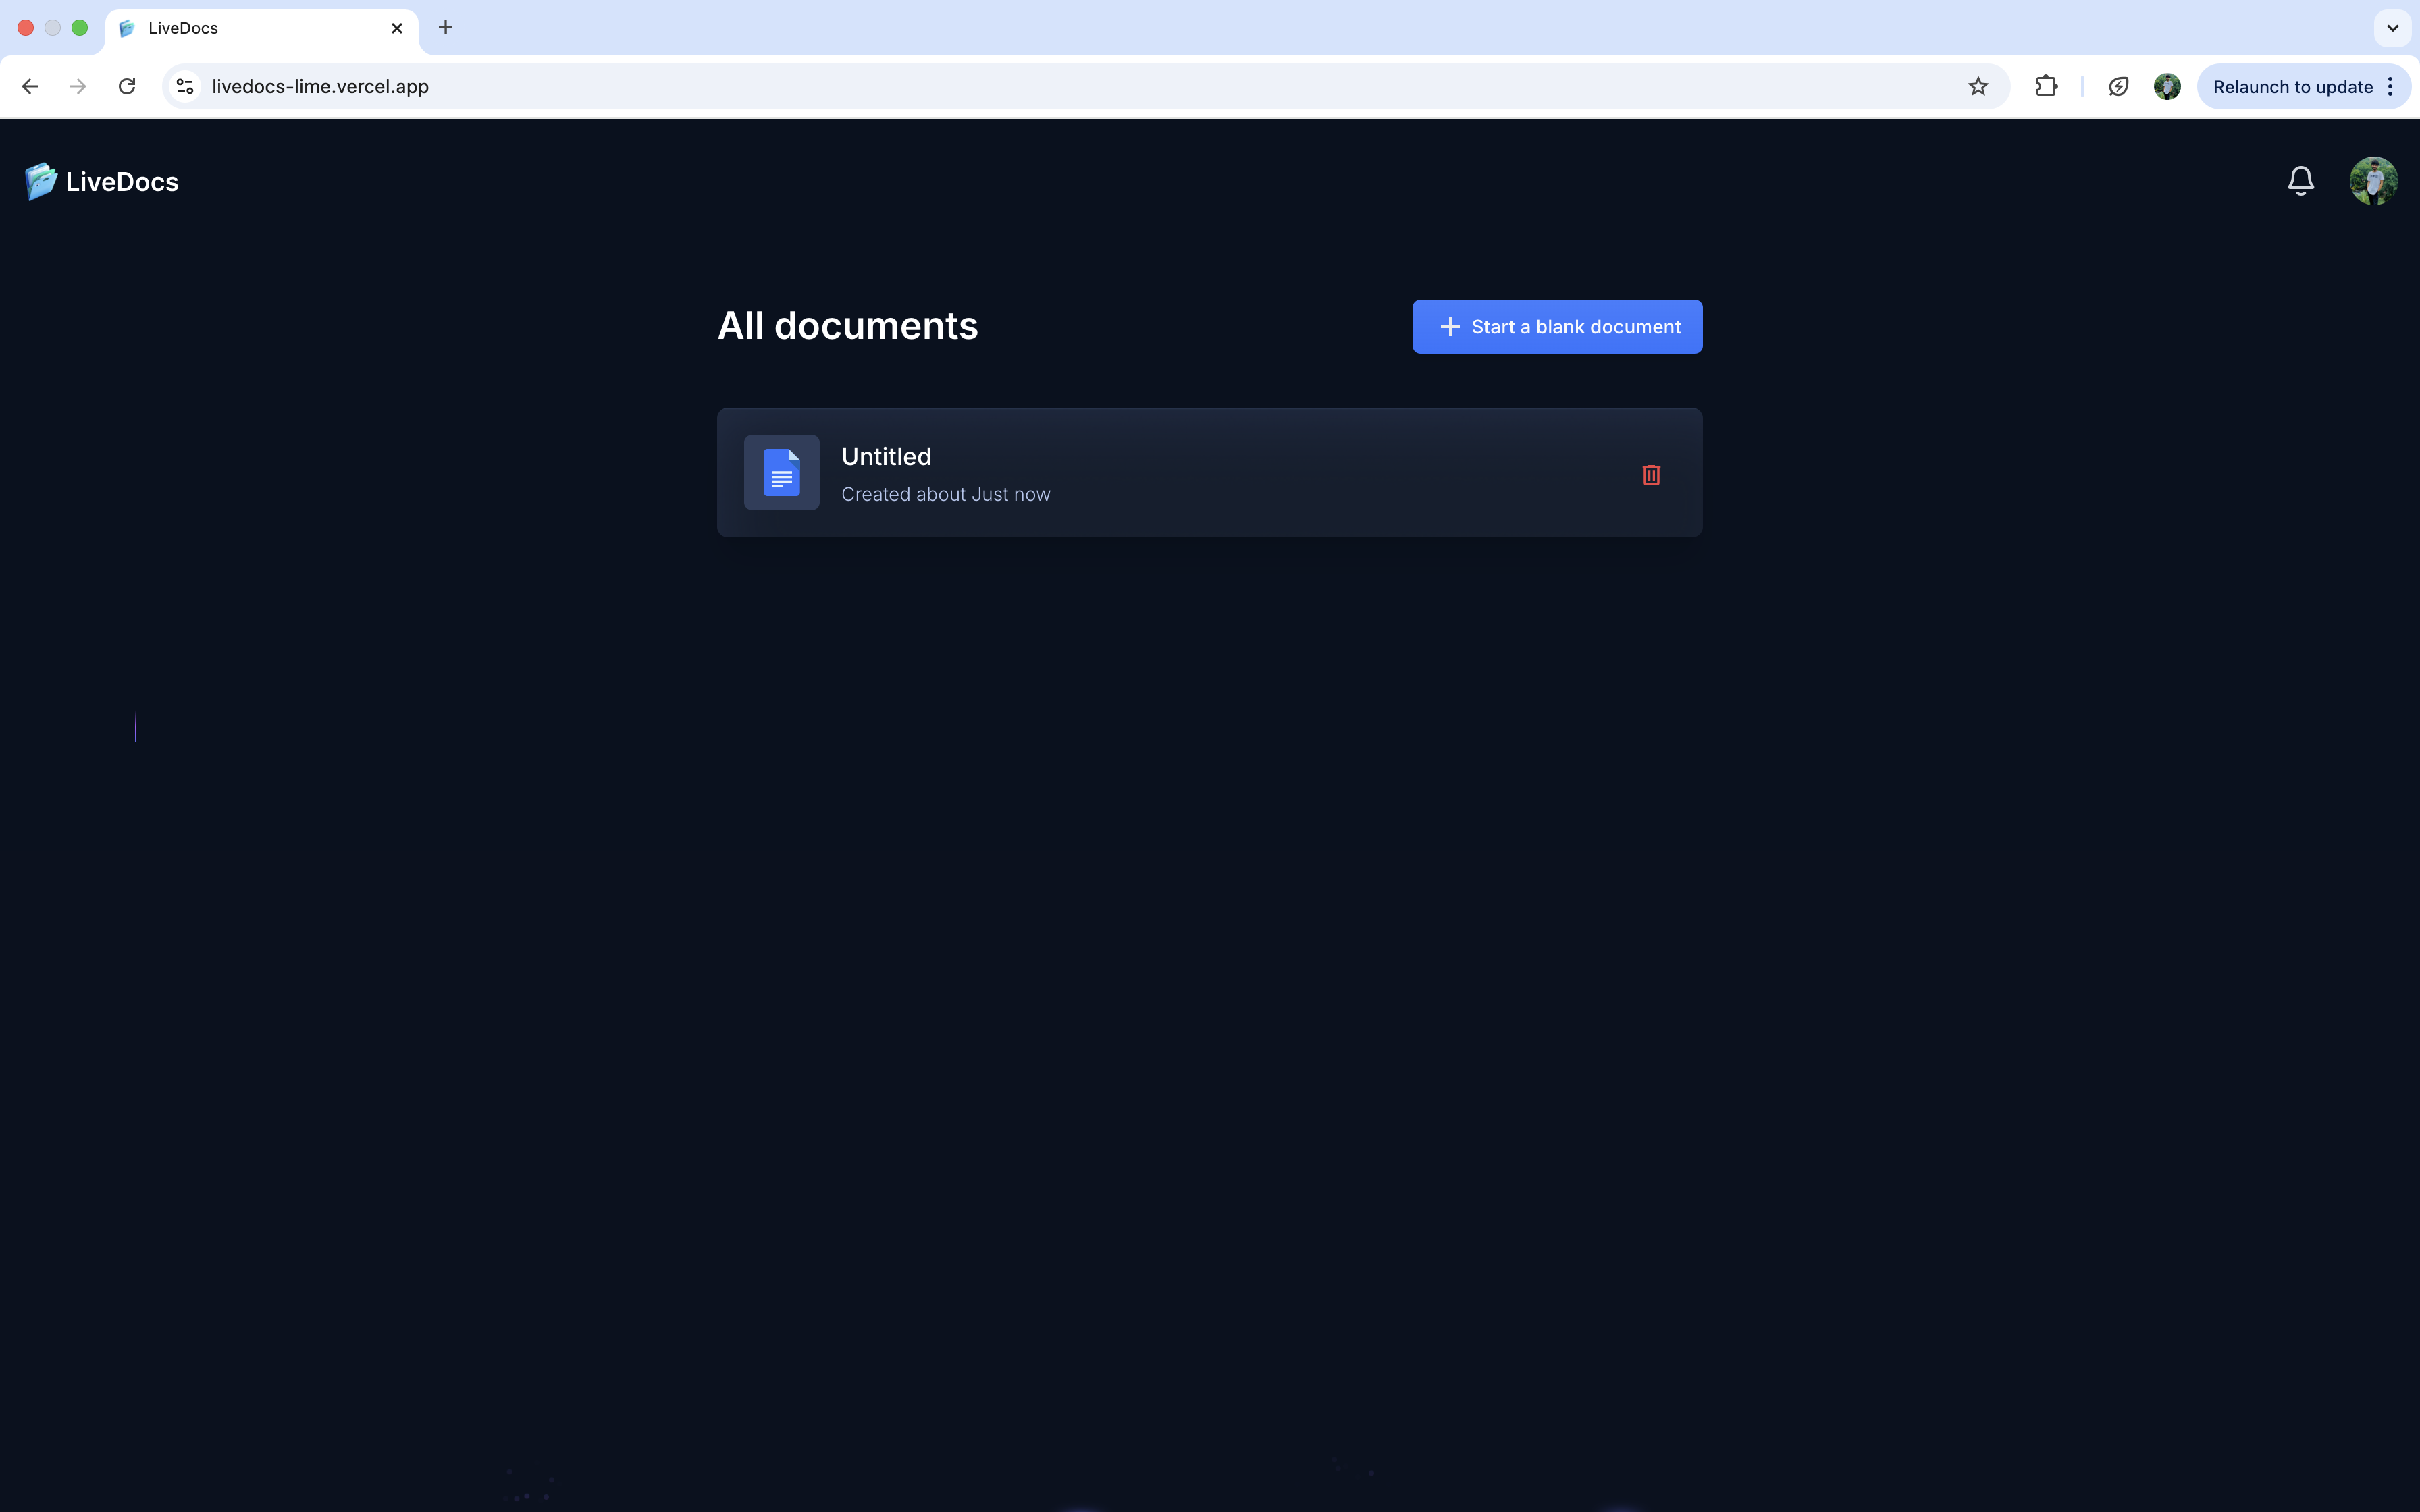 LiveDocs
livedocs-lime.vercel.app
Relaunch to update
LiveDocs
All documents
Start a blank document
Untitled
Created about Just now